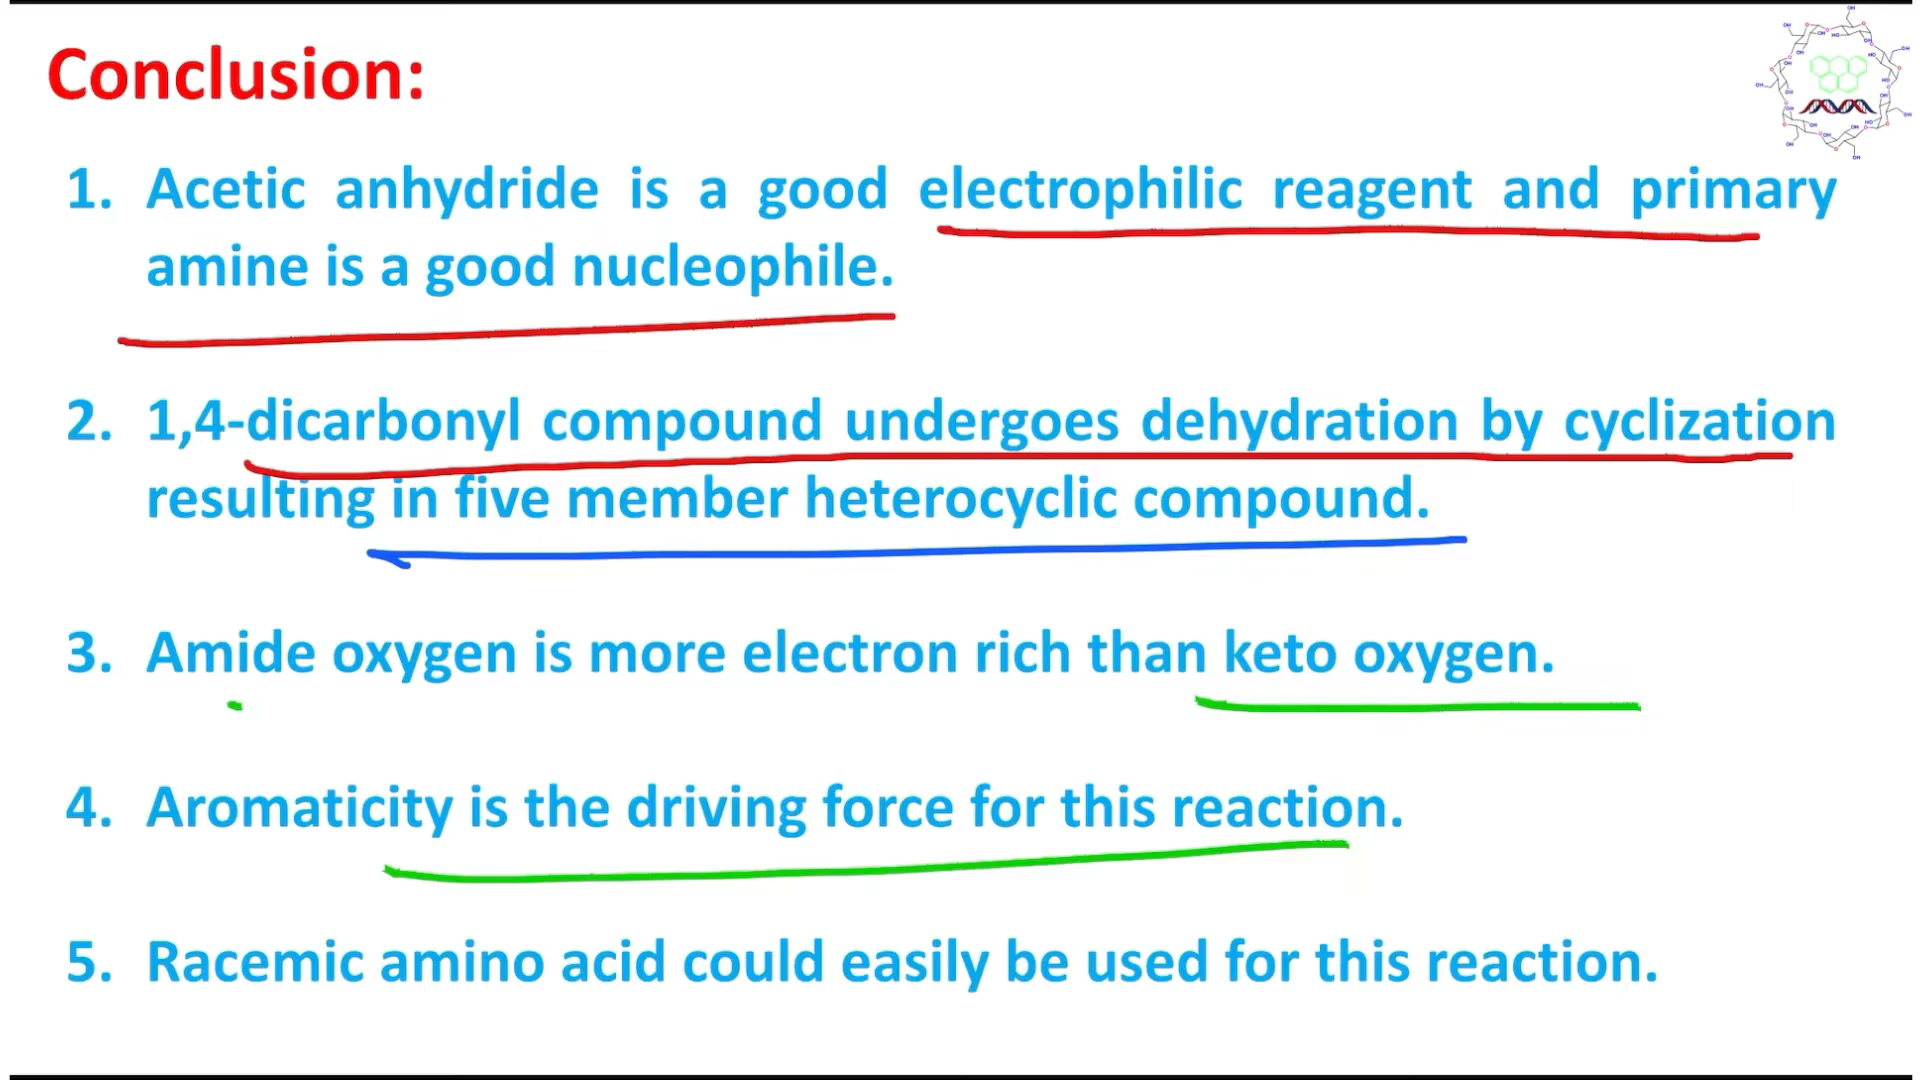 Conclusion:
1. Acetic anhydride is a good electrophilic reagent and primary
amine is a good nucleophile.
2. 1,4-dicarbonyl compound undergoes dehydration by cyclization
resulting in five member heterocyclic compound.
3. Amide oxygen is more electron rich than keto oxygen.
4. Aromaticity is the driving force for this reaction.
5. Racemic amino acid could easily be used for this reaction.